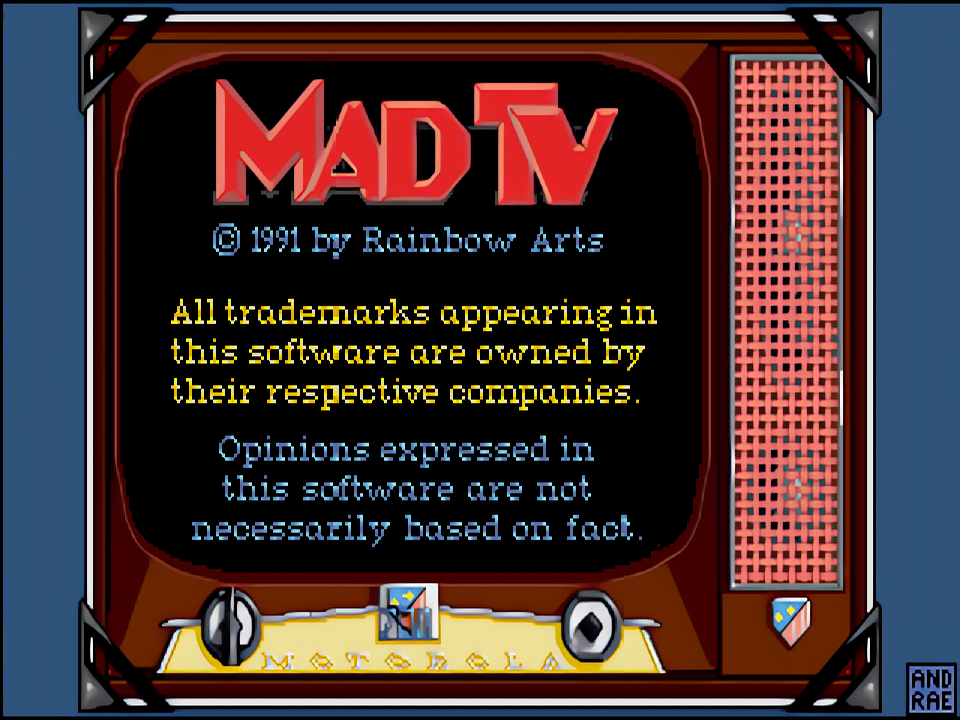 MAD TV
© 1991 by Rainbow Arts
All trademarks appearing in
this software are owned by
their respective companies.
Opinions expressed in
this software are not
necessarily based on fact.
MOTOROLA
AND
RAE